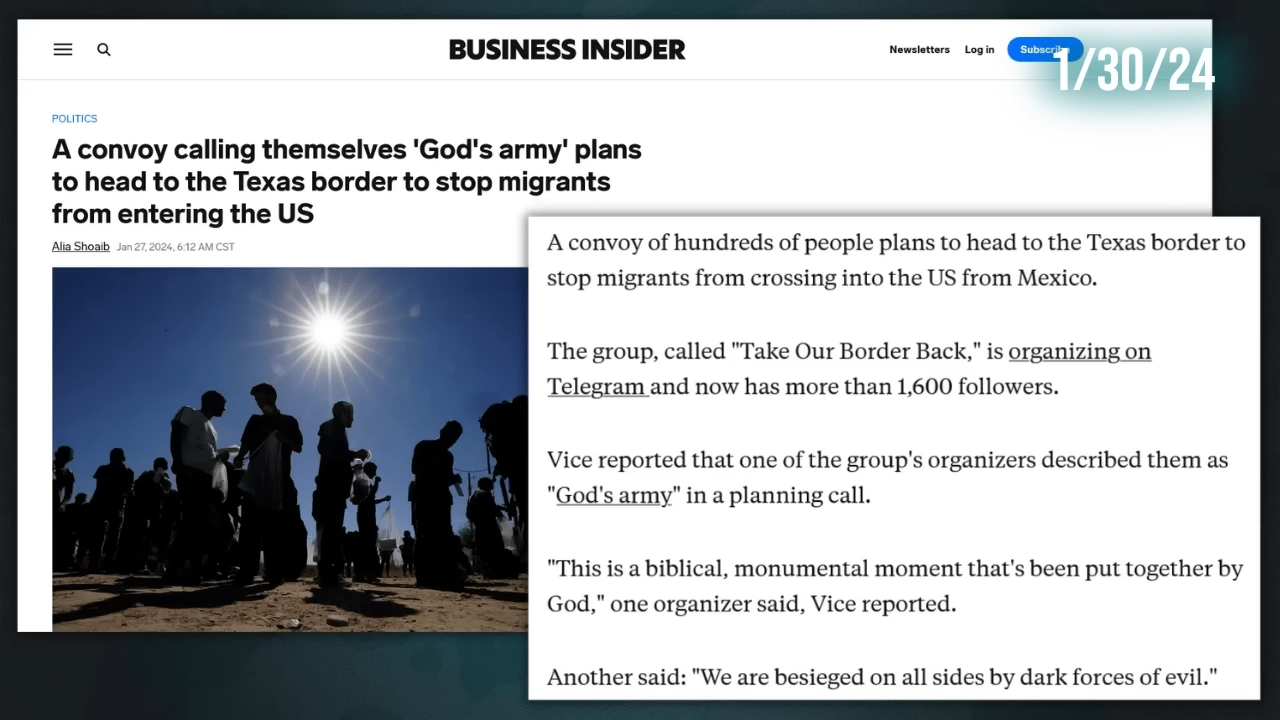 BUSINESS INSIDER
Newsletters
Log in
Subscribe
1/30/24
POLITICS
A convoy calling themselves 'God's army' plans
to head to the Texas border to stop migrants
from entering the US
Alia Shoaib Jan 27, 2024, 6:12 AM CST
A convoy of hundreds of people plans to head to the Texas border to
stop migrants from crossing into the US from Mexico.
The group, called "Take Our Border Back," is organizing on
Telegram and now has more than 1,600 followers.
Vice reported that one of the group's organizers described them as
"God's army" in a planning call.
"This is a biblical, monumental moment that's been put together by
God," one organizer said, Vice reported.
Another said: "We are besieged on all sides by dark forces of evil."